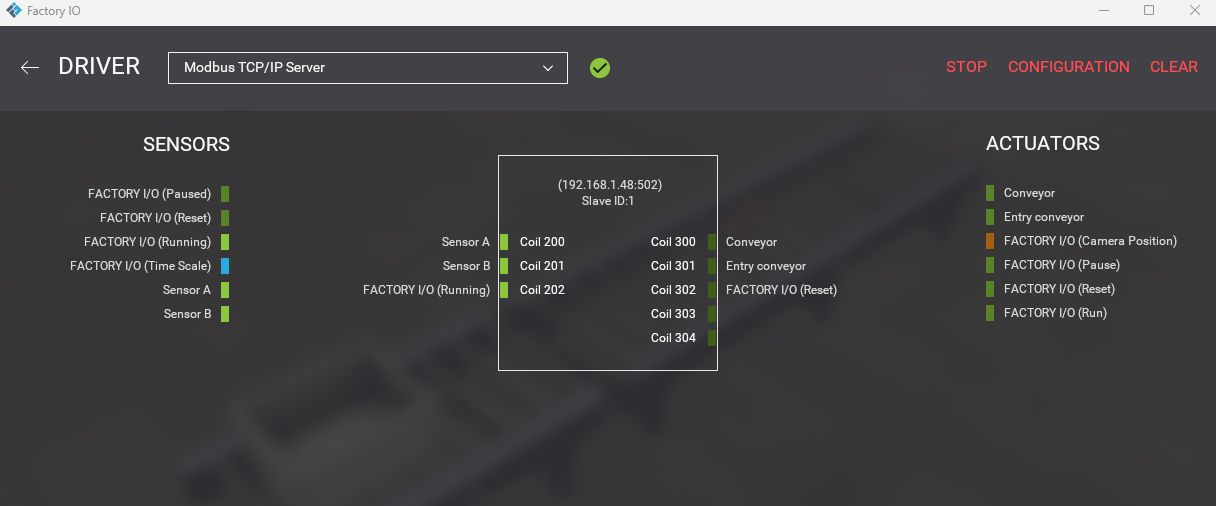 Factory IO
DRIVER
Modbus TCP/IP Server
STOP CONFIGURATION CLEAR
SENSORS
FACTORY I/O (Paused)
FACTORY I/O (Reset)
FACTORY I/O (Running)
FACTORY I/O (Time Scale)
Sensor A
Sensor B
(192.168.1.48:502)
Slave ID:1
Sensor A Coil 200 Coil 300 Conveyor
Sensor B Coil 201 Coil 301 Entry conveyor
FACTORY I/O (Running) Coil 202 Coil 302 FACTORY I/O (Reset)
Coil 303
Coil 304
ACTUATORS
Conveyor
Entry conveyor
FACTORY I/O (Camera Position)
FACTORY I/O (Pause)
FACTORY I/O (Reset)
FACTORY I/O (Run)